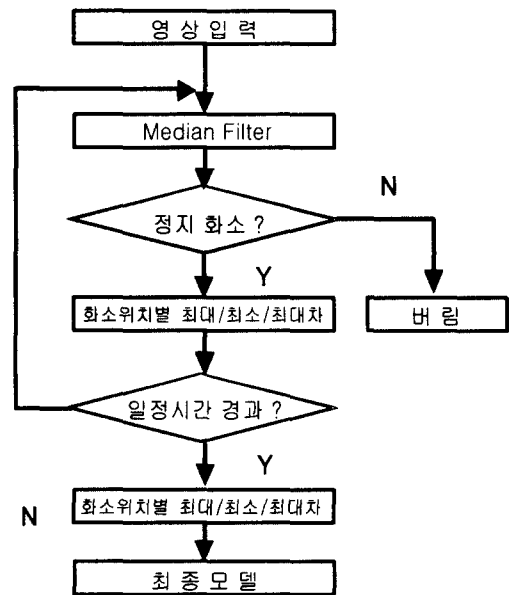 영 상 입 력
Median Filter
정지 화소 ?
N
Y
화소위치별 최대/최소/최대차
버 림
일정시간 경과 ?
Y
N
화소위치별 최대/최소/최대차
최 종 모 델